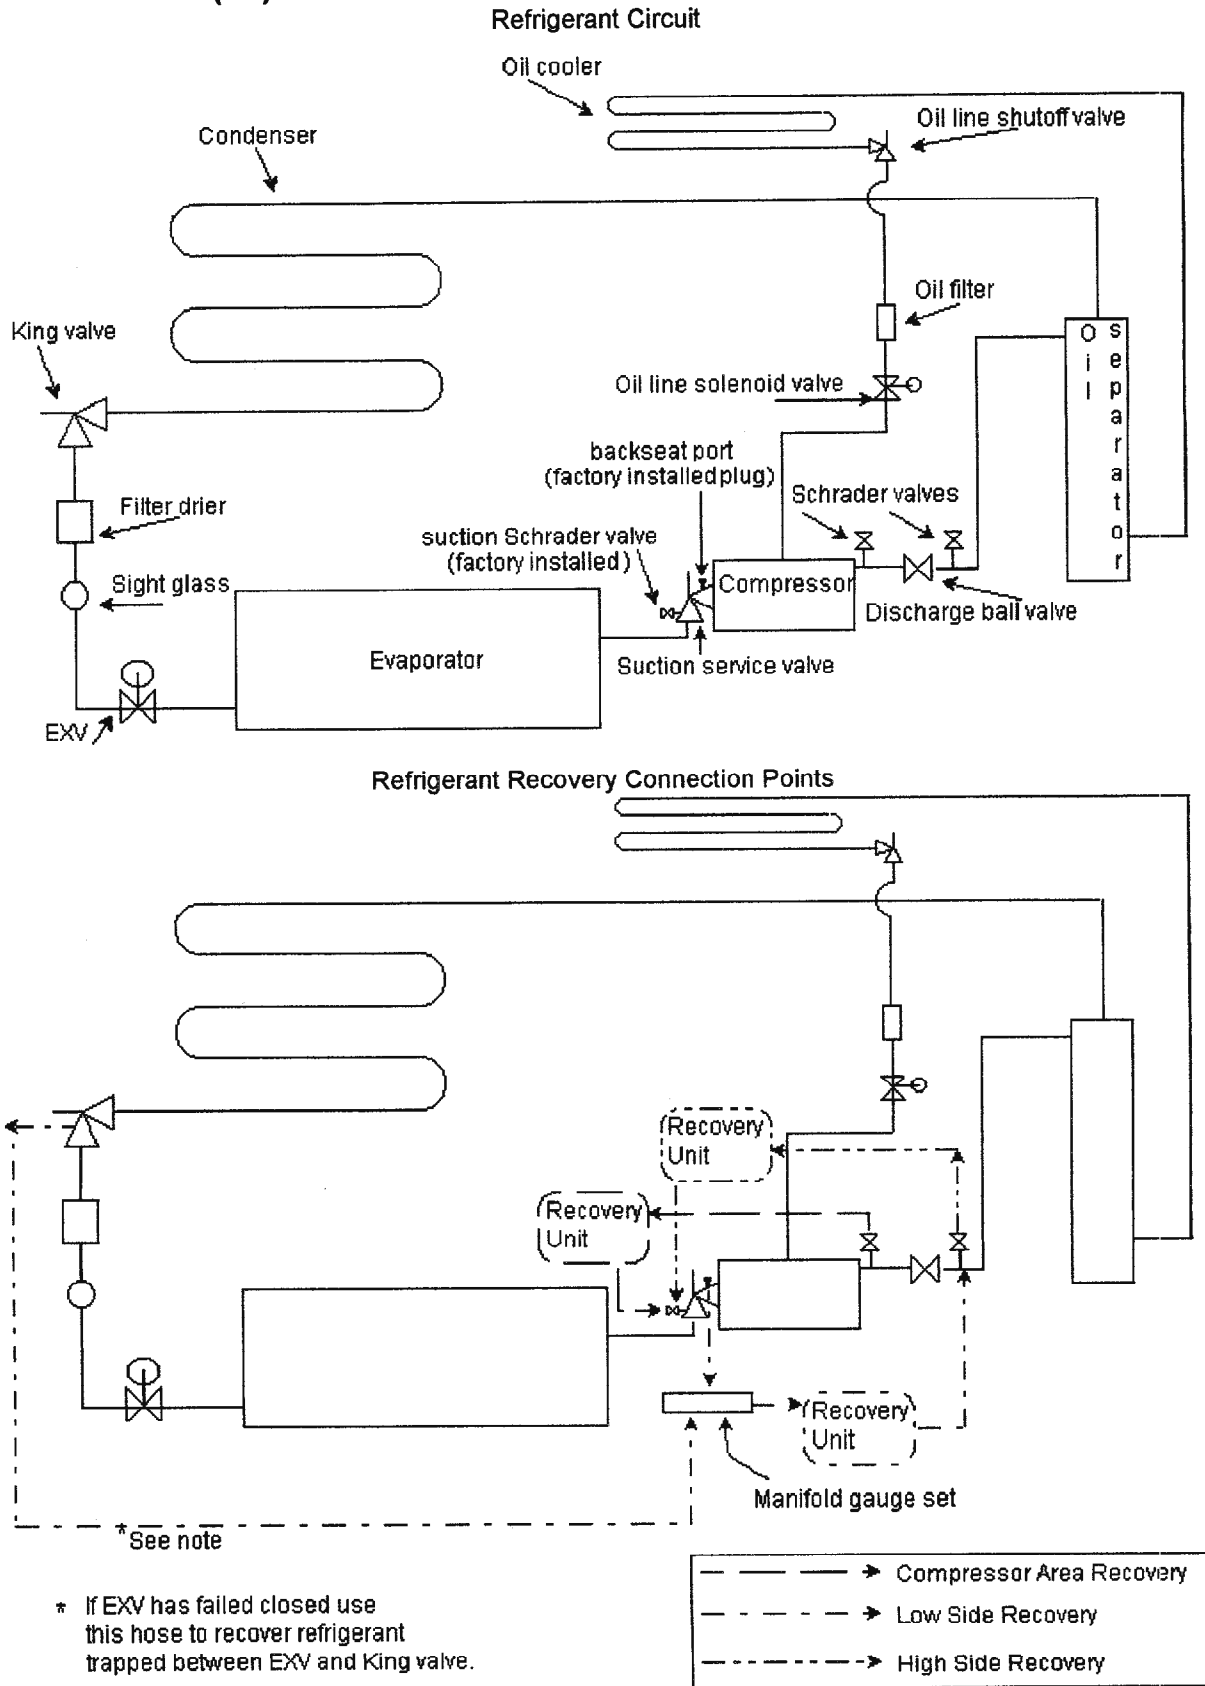 Refrigerant Circuit
Oil cooler
Oil line shutoff valve
Condenser
Oil filter
King valve
Oil separator
Oil line solenoid valve
backseat port
(factory installed plug)
Schrader valves
Filter drier
suction Schrader valve
(factory installed )
Sight glass
Compressor
Discharge ball valve
Evaporator
Suction service valve
EXV
Refrigerant Recovery Connection Points
Recovery
Unit
Recovery
Unit
Recovery
Unit
Manifold gauge set
*See note
* If EXV has failed closed use
this hose to recover refrigerant
trapped between EXV and King valve.
Compressor Area Recovery
Low Side Recovery
High Side Recovery